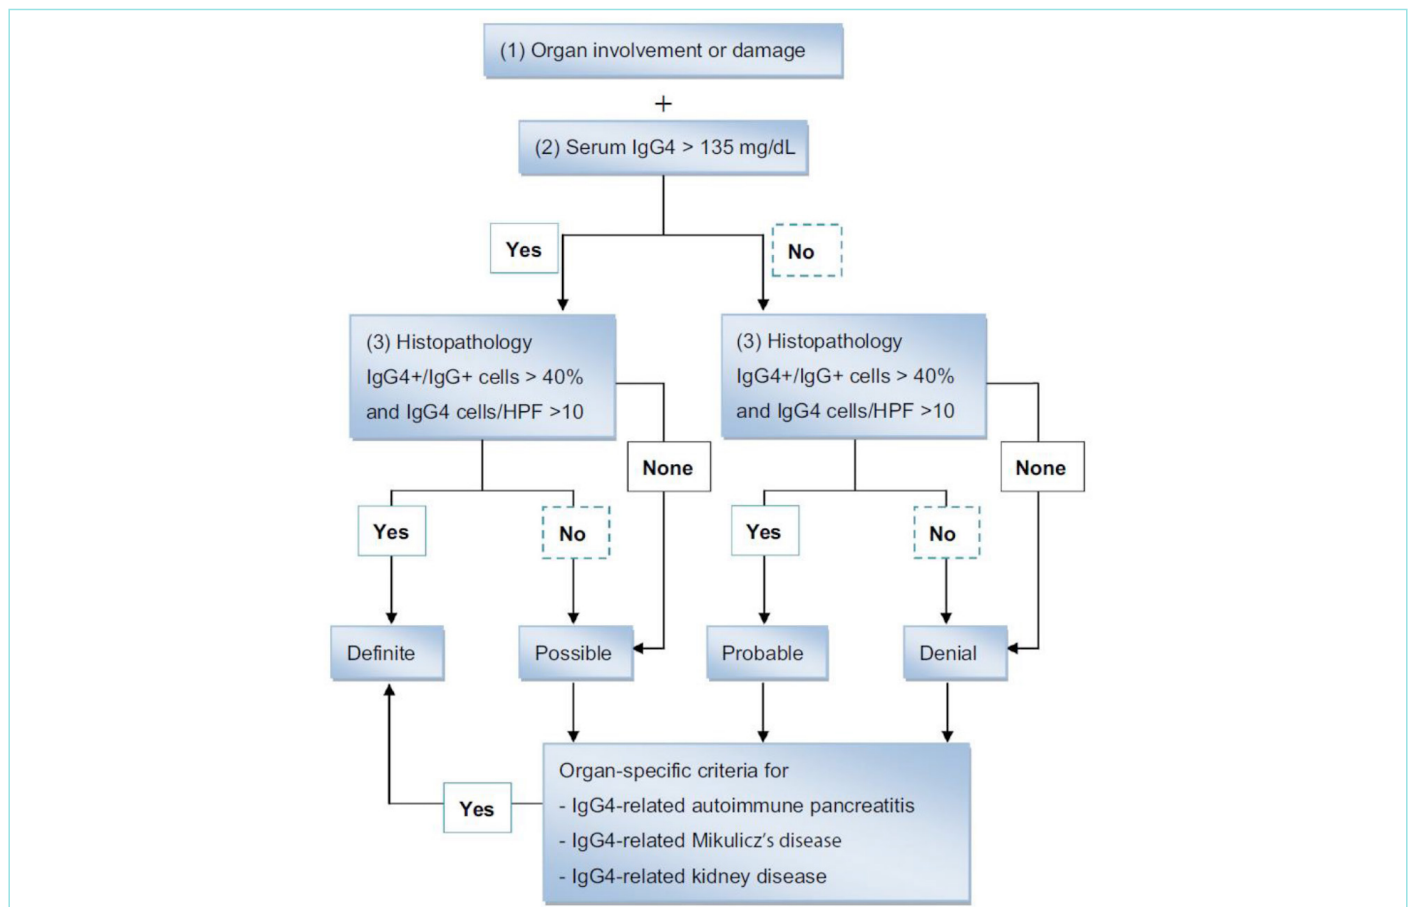 (1) Organ involvement or damage
+
(2) Serum IgG4 > 135 mg/dL
Yes
No
(3) Histopathology
IgG4+/IgG+ cells > 40%
and IgG4 cells/HPF >10
(3) Histopathology
IgG4+/IgG+ cells > 40%
and IgG4 cells/HPF >10
None
None
Yes
No
Yes
No
Definite
Possible
Probable
Denial
Organ-specific criteria for
- IgG4-related autoimmune pancreatitis
- IgG4-related Mikulicz’s disease
- IgG4-related kidney disease
Yes